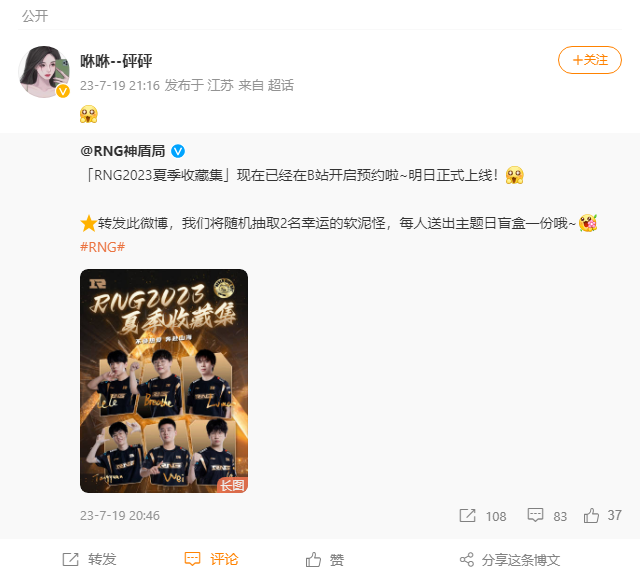 公开
咻咻--砰砰
+关注
23-7-19 21:16 发布于 江苏 来自 超话
@RNG神盾局
「RNG2023夏季收藏集」现在已经在B站开启预约啦~明日正式上线！
转发此微博，我们将随机抽取2名幸运的软泥怪，每人送出主题日盲盒一份哦~
#RNG#
RNG2023
夏季收藏集
LeLe
Breathe
Tangyuan
Wei
长图
23-7-19 20:46
108
83
37
转发
评论
赞
分享这条博文